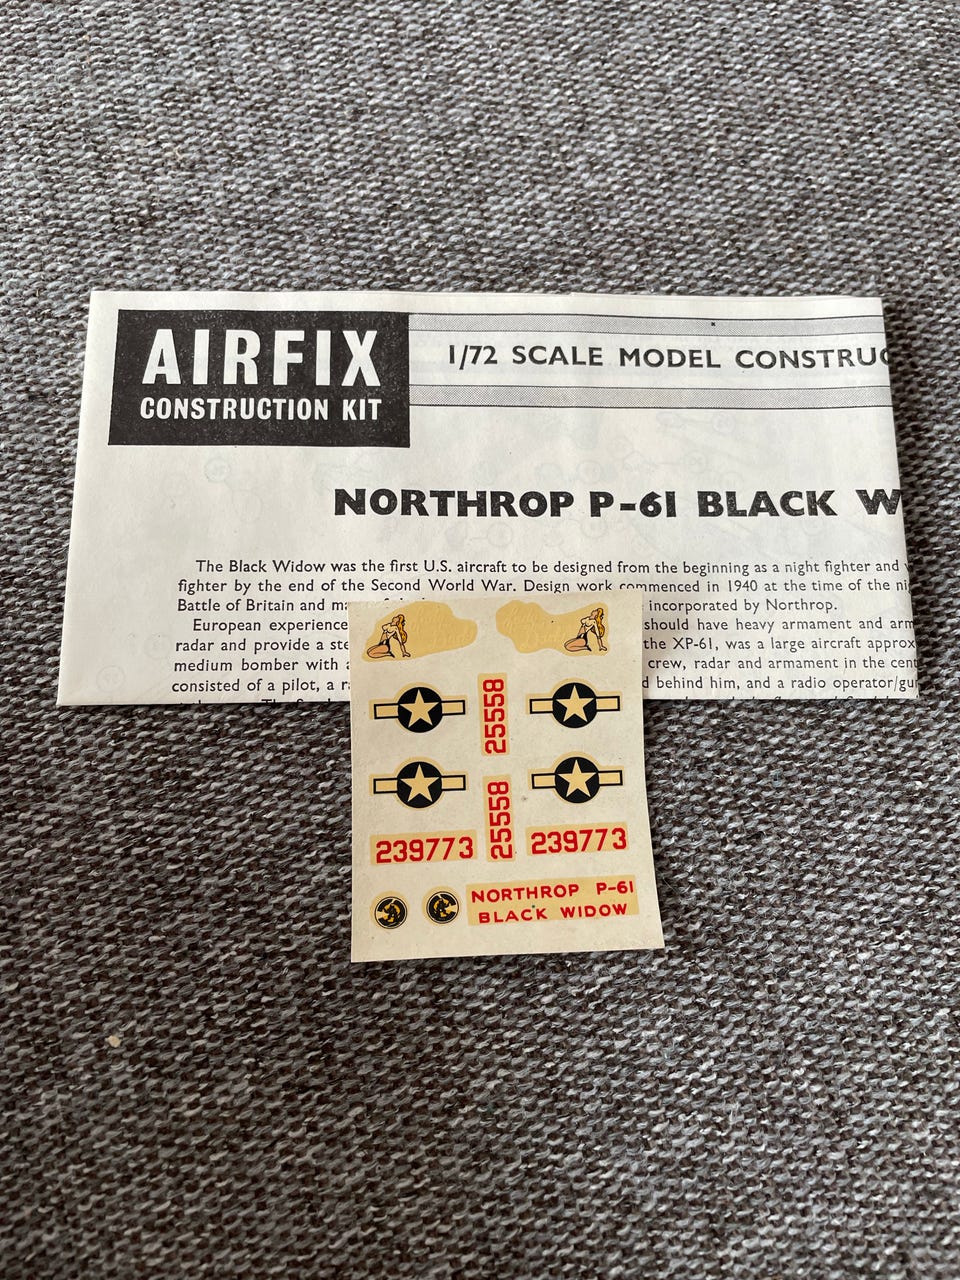 AIRFIX
CONSTRUCTION KIT
1/72 SCALE MODEL CONSTRUC
NORTHROP P-61 BLACK W
The Black Widow was the first U.S. aircraft to be designed from the beginning as a night fighter and
fighter by the end of the Second World War. Design work commenced in 1940 at the time of the
Battle of Britain and incorporated by Northrop.
European experience should have heavy armament and
radar and provide a the XP-61, was a large aircraft
medium bomber with crew, radar and armament in the
consisted of a pilot, a behind him, and a radio
25558
25558
239773
239773
NORTHROP P-61
BLACK WIDOW